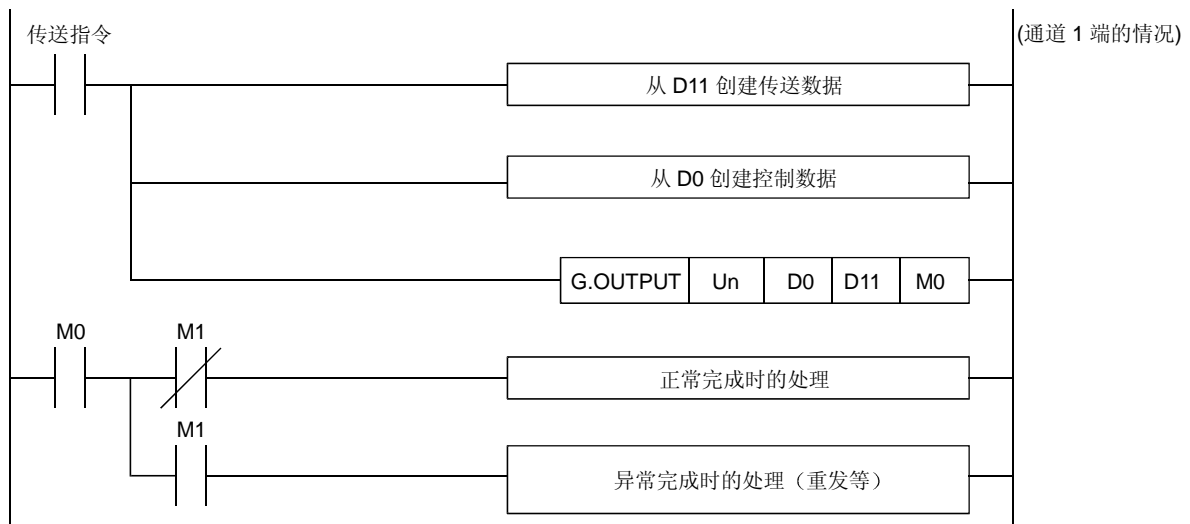 传送指令
(通道 1 端的情况)
从 D11 创建传送数据
从 D0 创建控制数据
G.OUTPUT Un D0 D11 M0
M0 M1
正常完成时的处理
M1
异常完成时的处理（重发等）